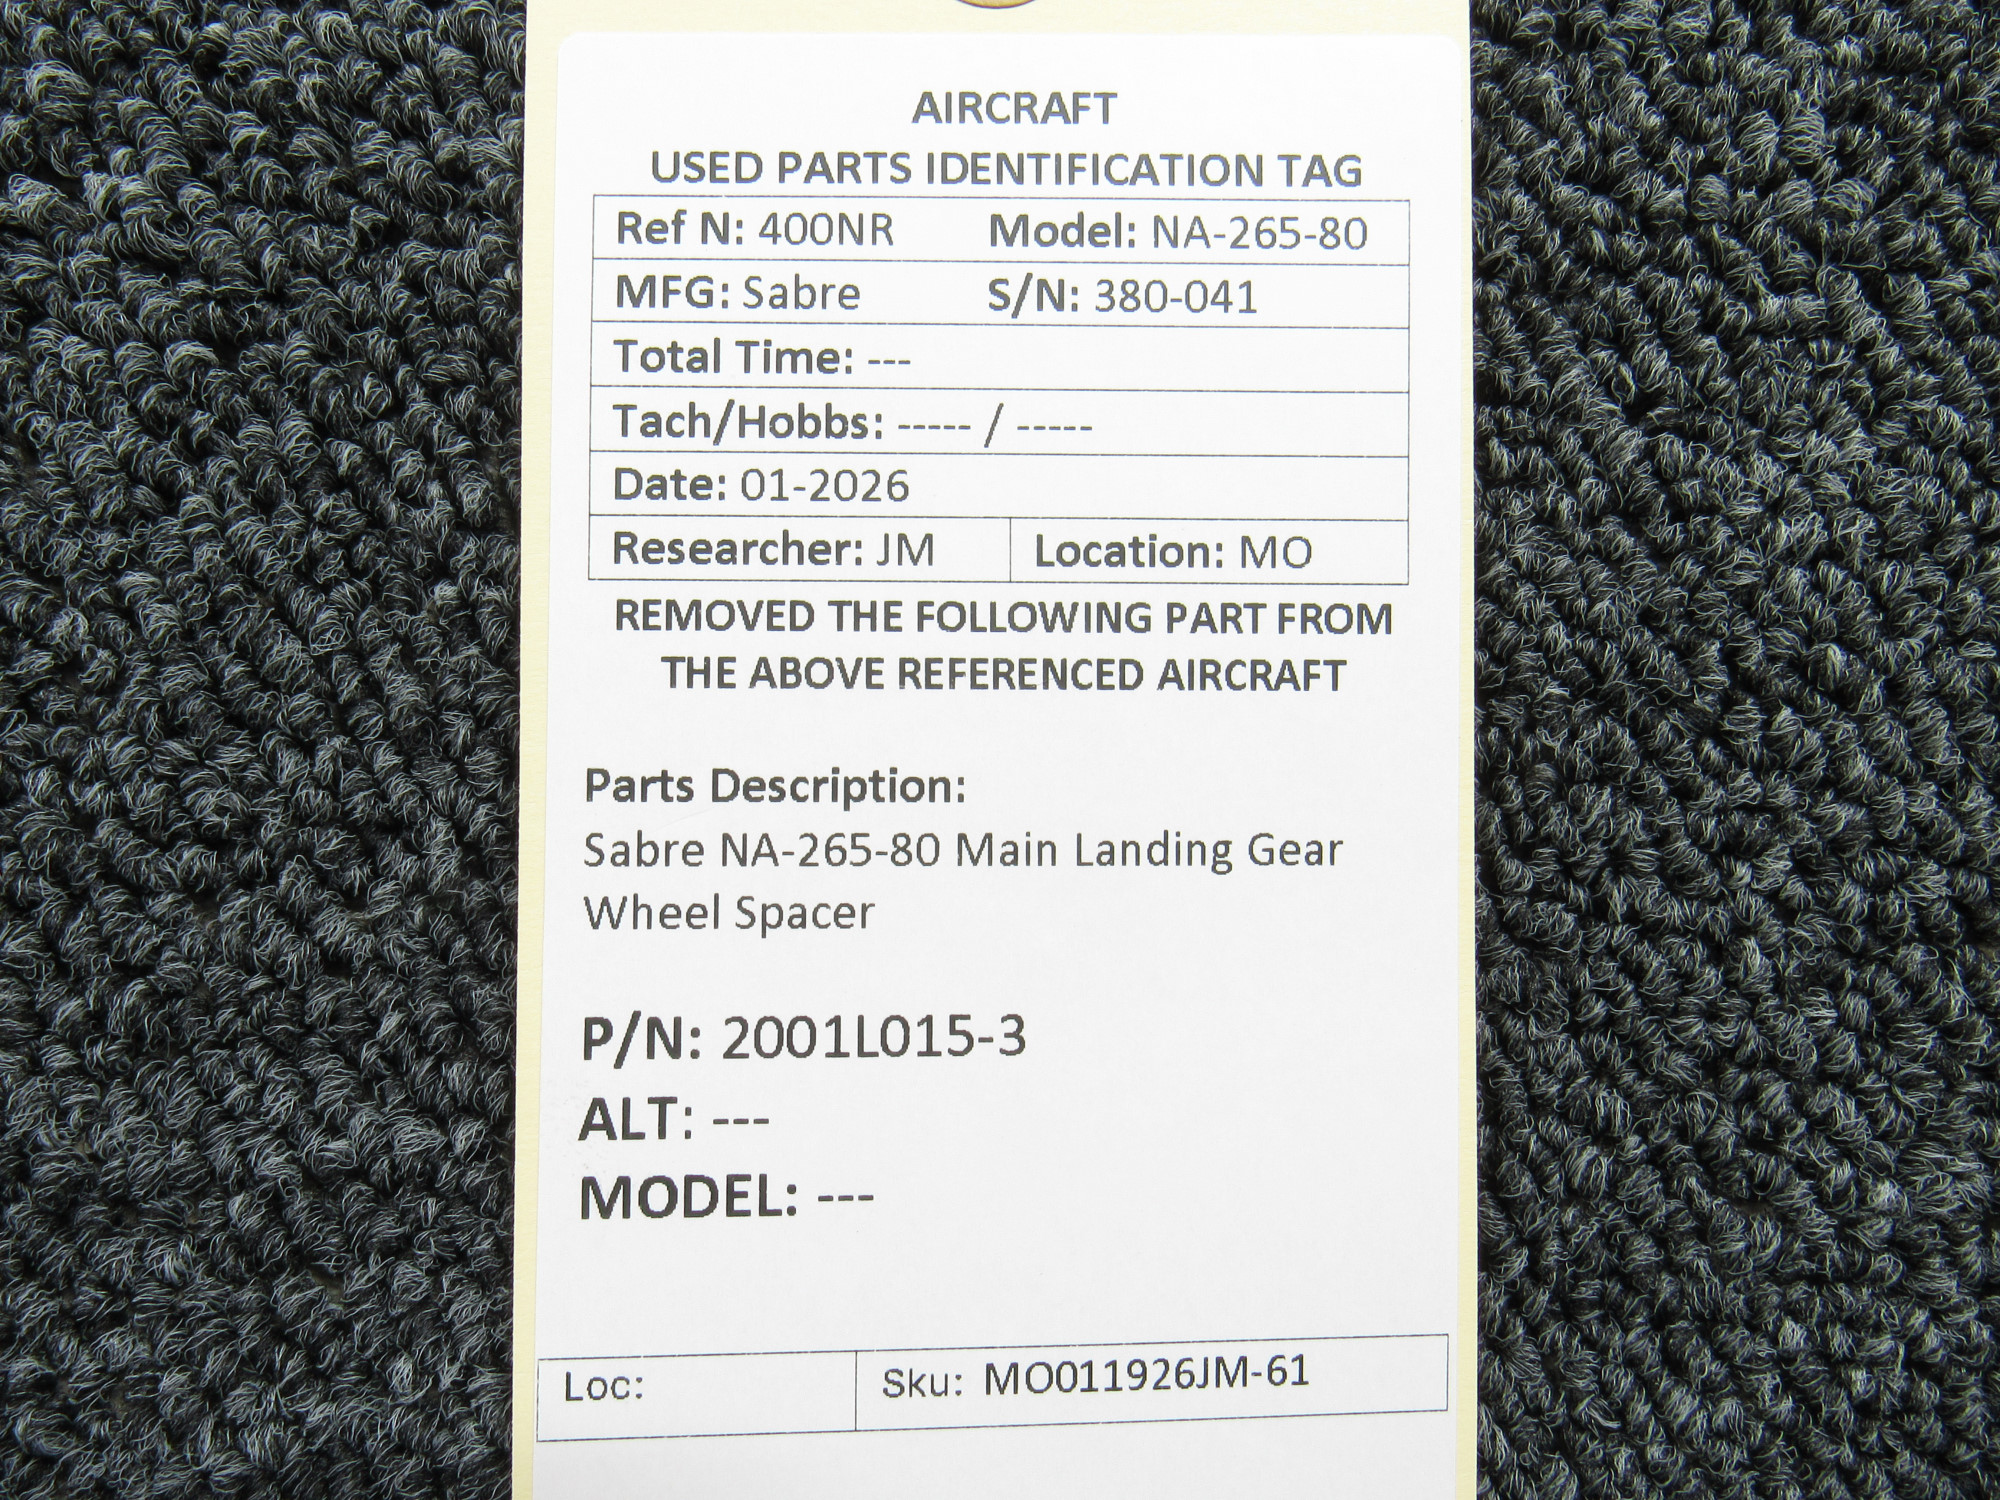 AIRCRAFT
USED PARTS IDENTIFICATION TAG
Ref N: 400NR Model: NA-265-80
MFG: Sabre S/N: 380-041
Total Time: ---
Tach/Hobbs: ----- / -----
Date: 01-2026
Researcher: JM Location: MO
REMOVED THE FOLLOWING PART FROM
THE ABOVE REFERENCED AIRCRAFT
Parts Description:
Sabre NA-265-80 Main Landing Gear
Wheel Spacer
P/N: 2001L015-3
ALT: ---
MODEL: ---
Loc: Sku: MO011926JM-61